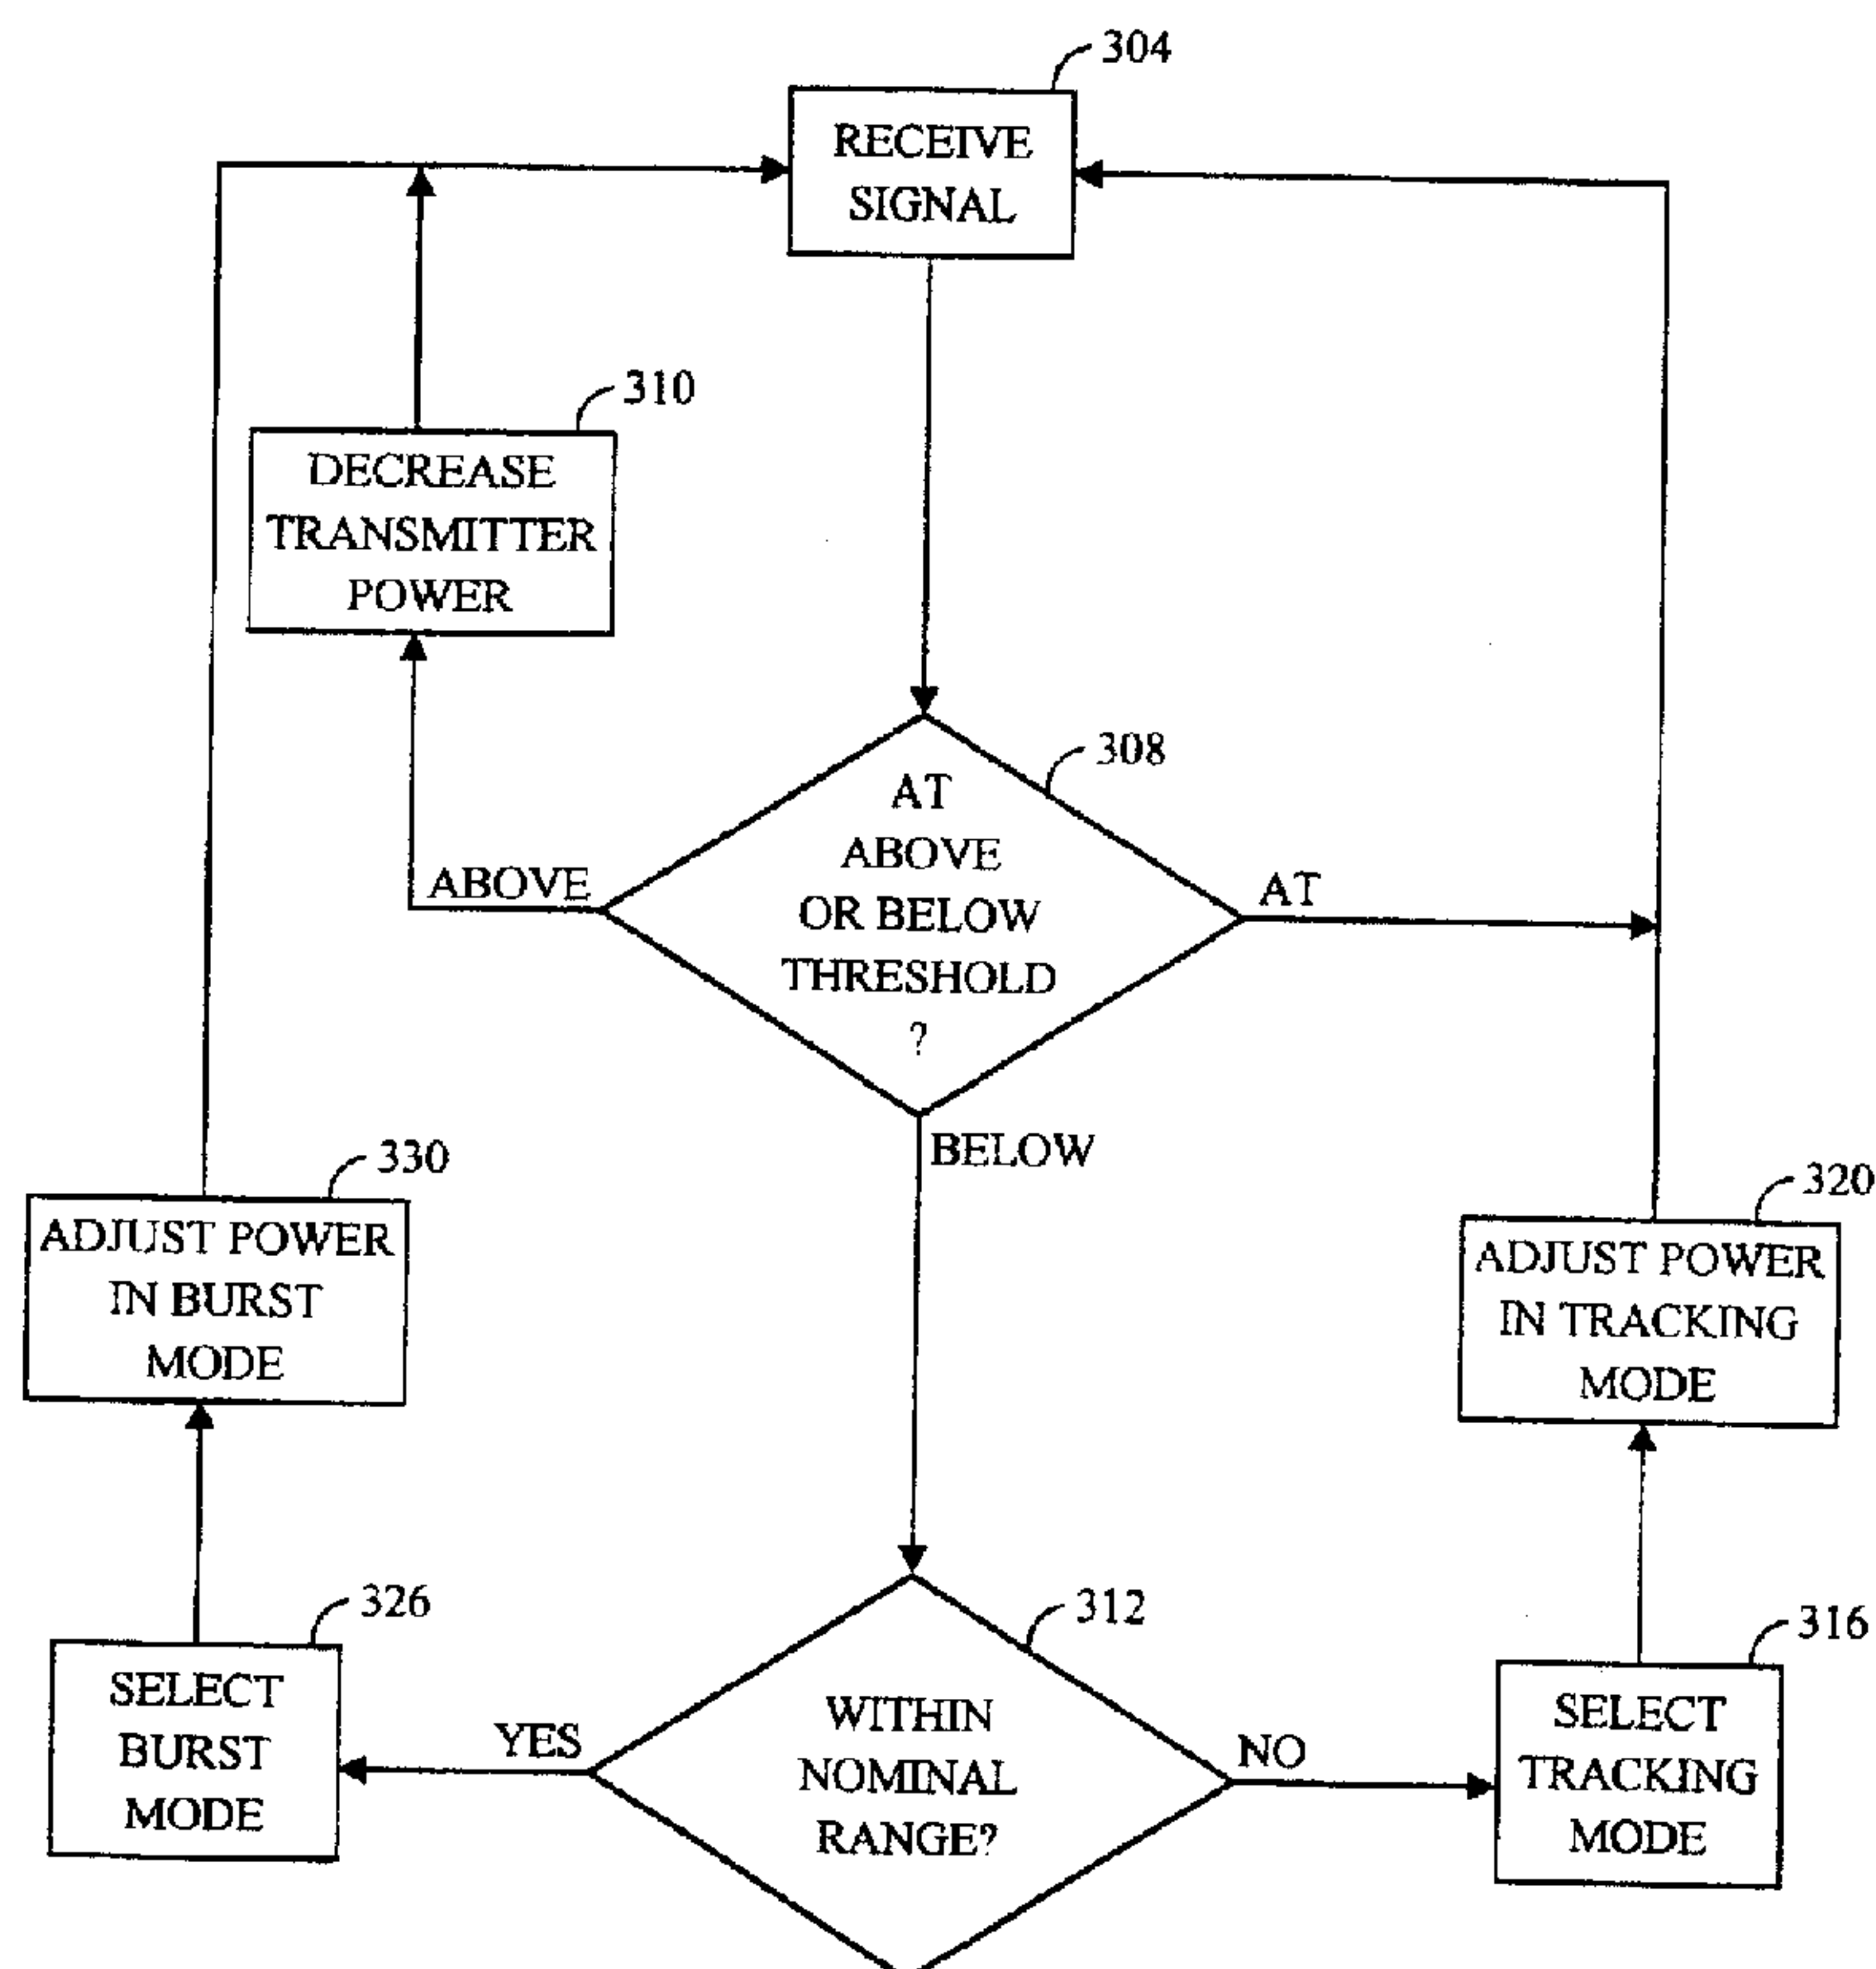 304
RECEIVE
SIGNAL
310
DECREASE
TRANSMITTER
POWER
308
AT
ABOVE
OR BELOW
THRESHOLD
?
ABOVE
AT
BELOW
330
ADJUST POWER
IN BURST
MODE
320
ADJUST POWER
IN TRACKING
MODE
326
SELECT
BURST
MODE
312
WITHIN
NOMINAL
RANGE?
YES
NO
316
SELECT
TRACKING
MODE